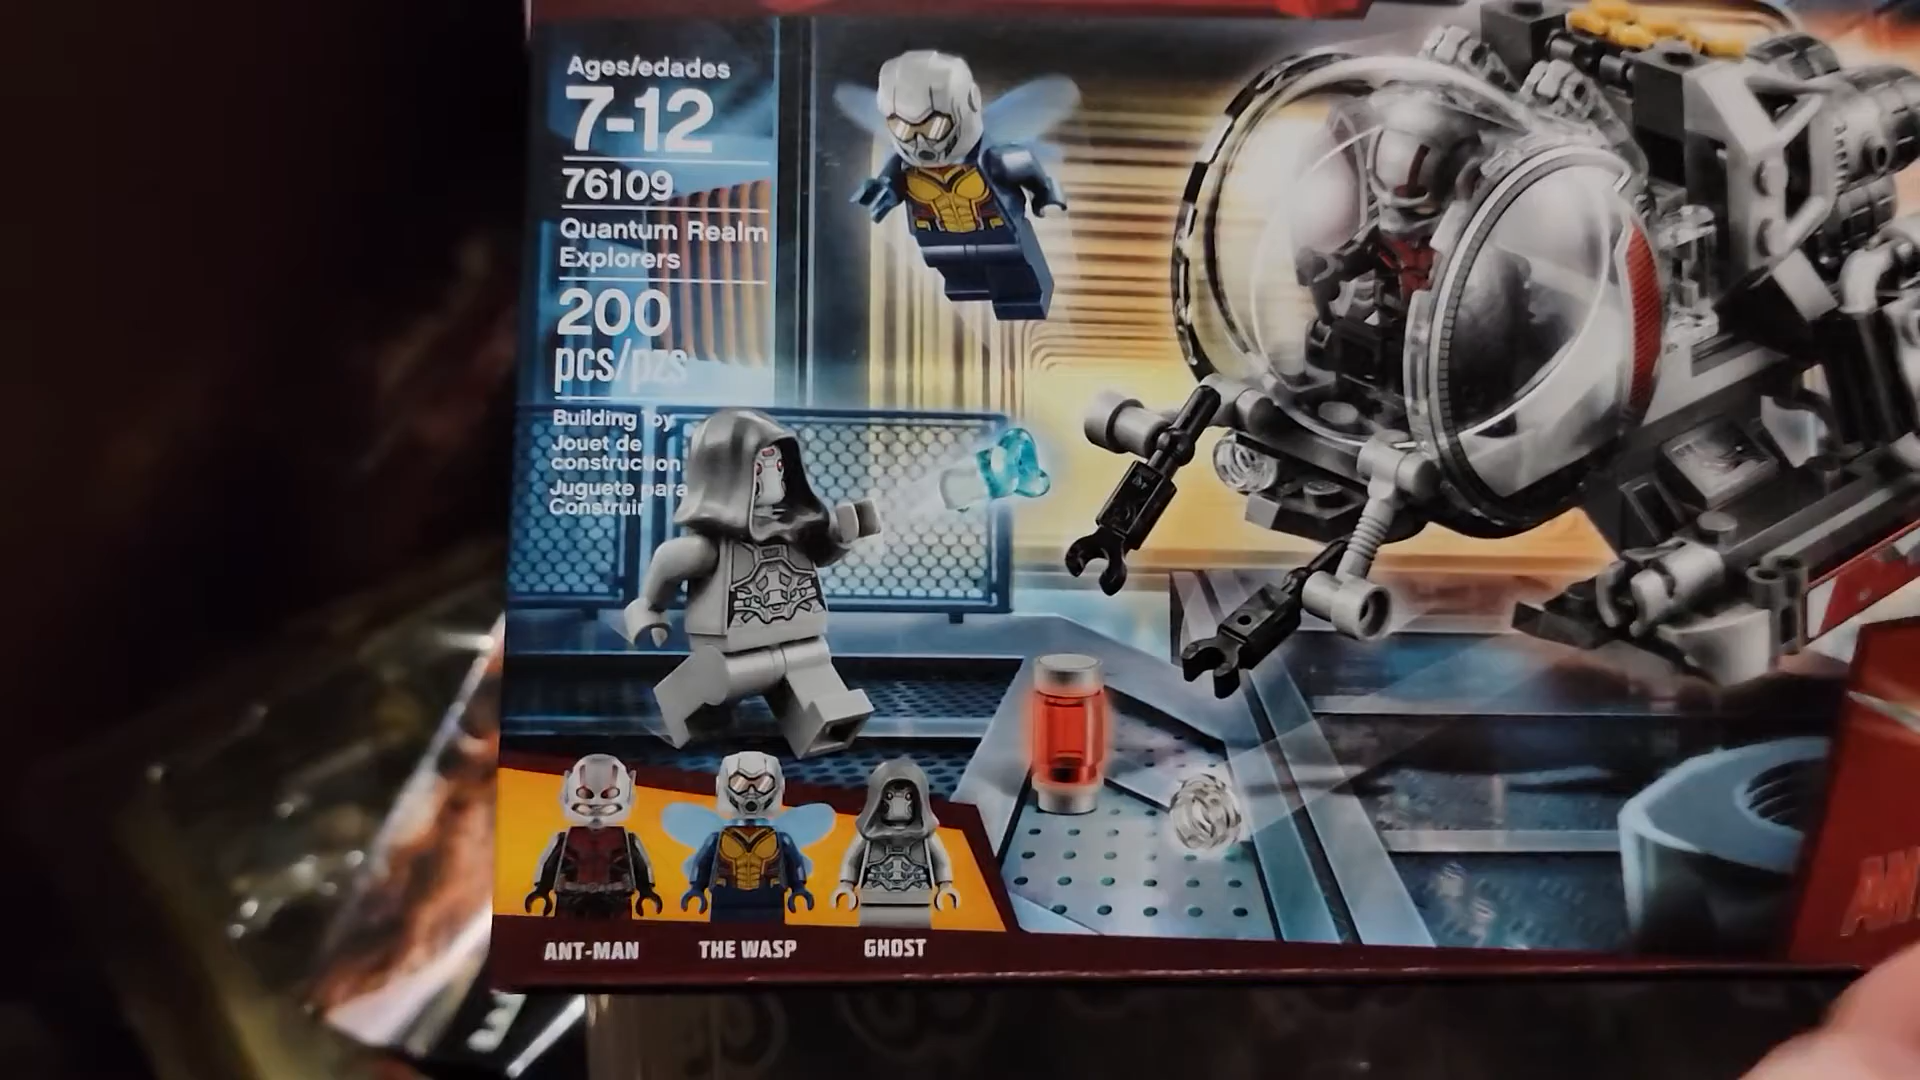 Ages/edades
7-12
76109
Quantum Realm
Explorers
200
pcs/pzs
Building Toy
Jouet de
construction
Juguete para
Construir
ANT-MAN
THE WASP
GHOST